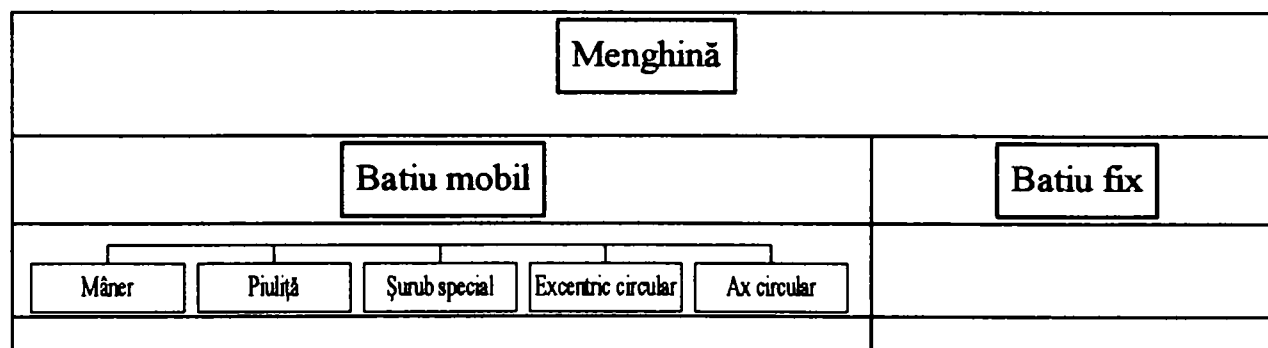 Menghină
Batiu mobil
Batiu fix
Mâner
Piuliță
Șurub special
Excentric circular
Ax circular